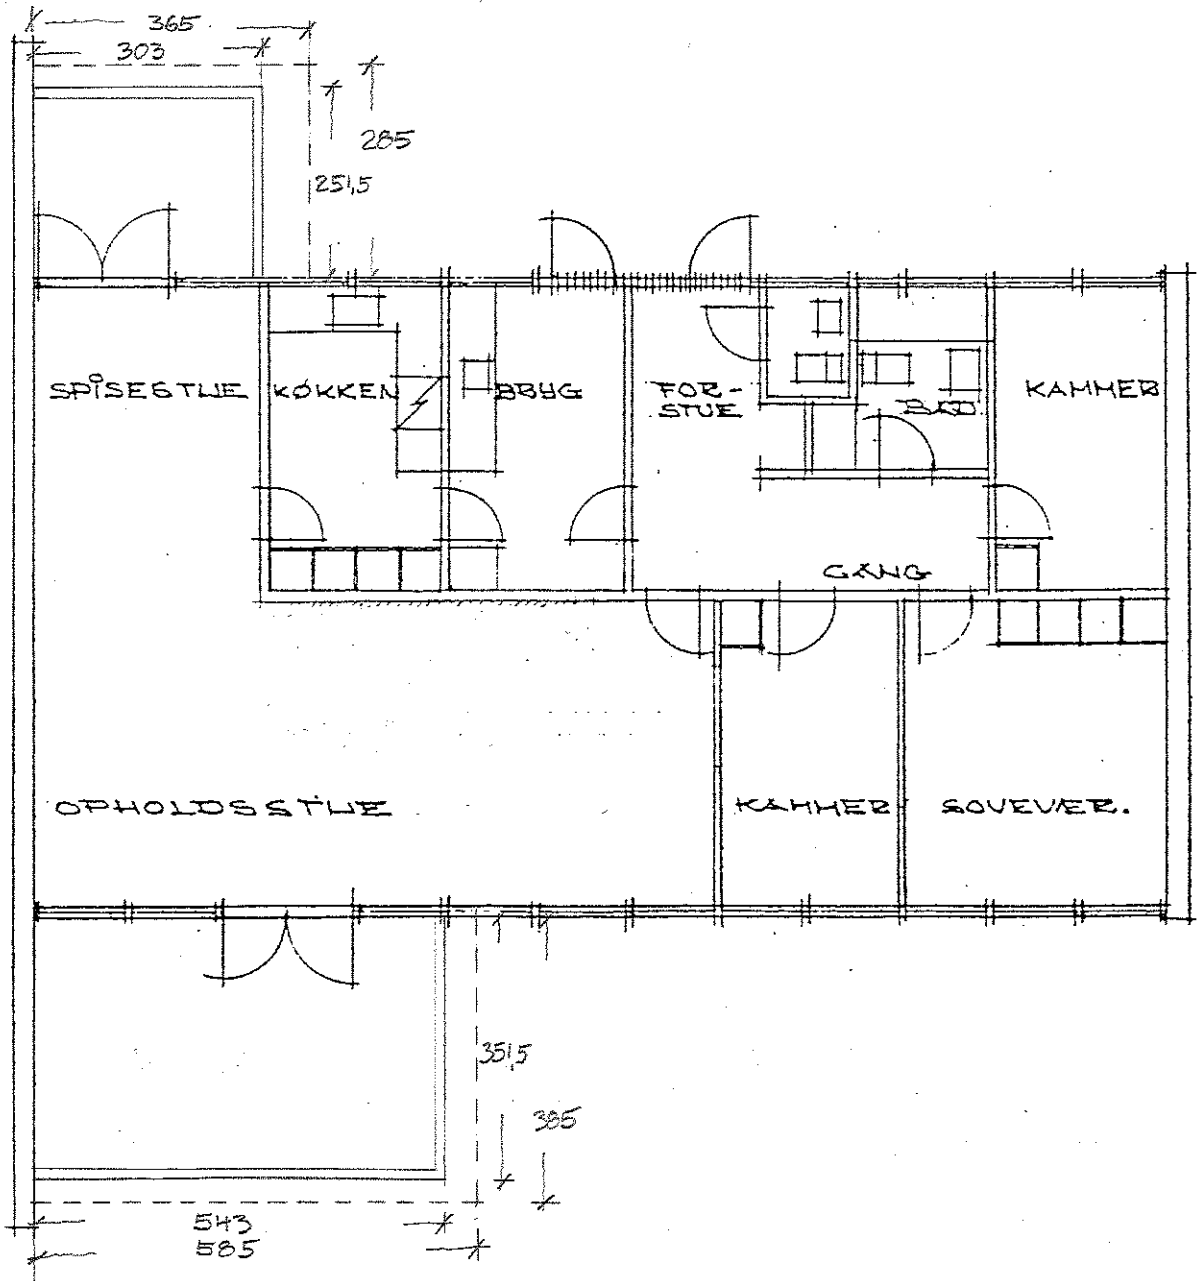 365
303
285
251,5
SPISESTUE
KØKKEN
BRYG
FOR-
STUE
BAD
KAMMER
GANG
OPHOLDSSTUE
KAMMER
SOVEVÆR.
351,5
385
543
585